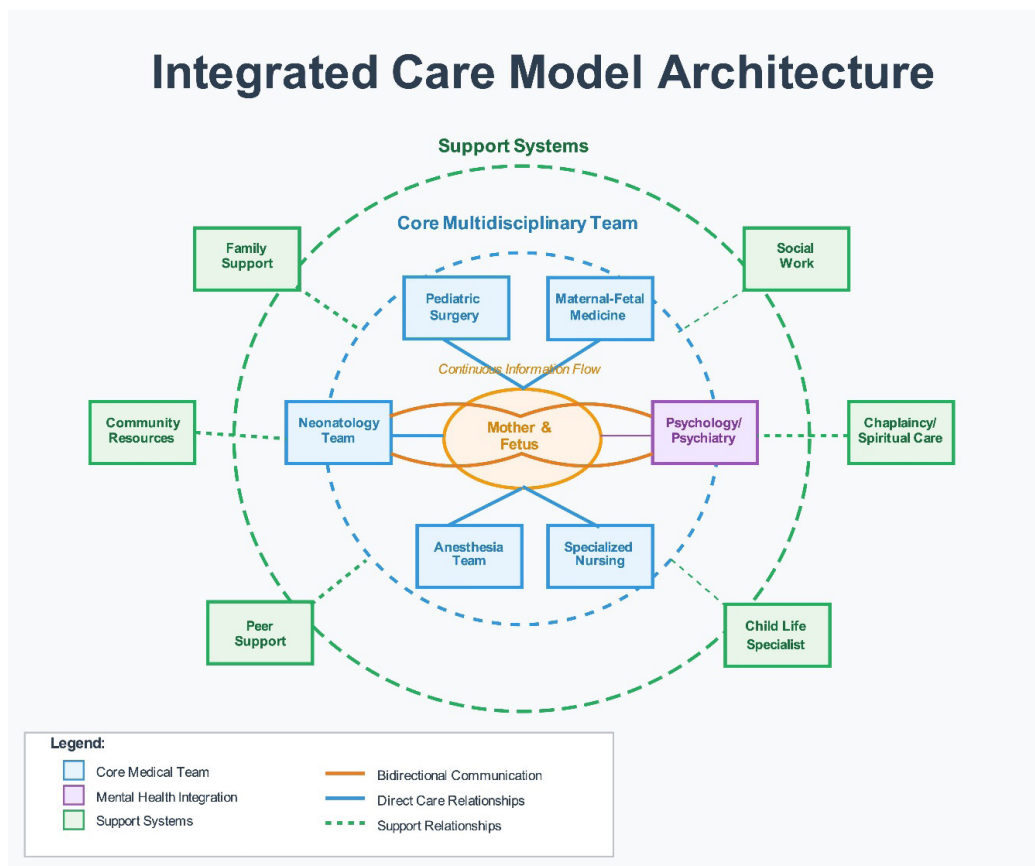 Integrated Care Model Architecture
Support Systems
Core Multidisciplinary Team
Family
Support
Social
Work
Pediatric
Surgery
Maternal-Fetal
Medicine
Continuous Information Flow
Community
Resources
Neonatology
Team
Mother &
Fetus
Psychology/
Psychiatry
Chaplaincy/
Spiritual Care
Anesthesia
Team
Specialized
Nursing
Peer
Support
Child Life
Specialist
Legend:
Core Medical Team
Mental Health Integration
Support Systems
Bidirectional Communication
Direct Care Relationships
Support Relationships